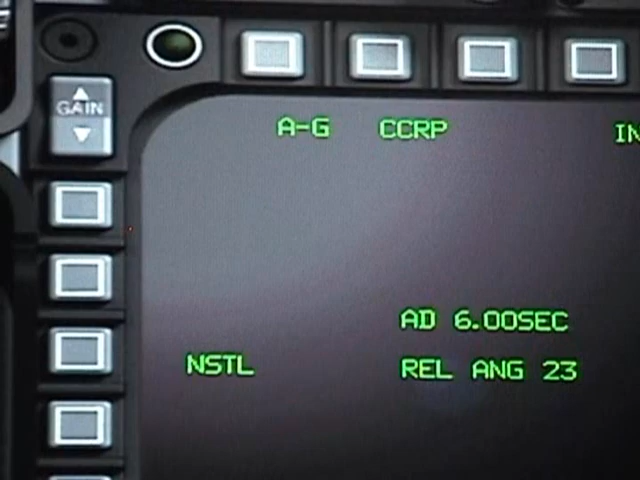 GAIN
A-G CCRP
AD 6.00SEC
NSTL REL ANG 23